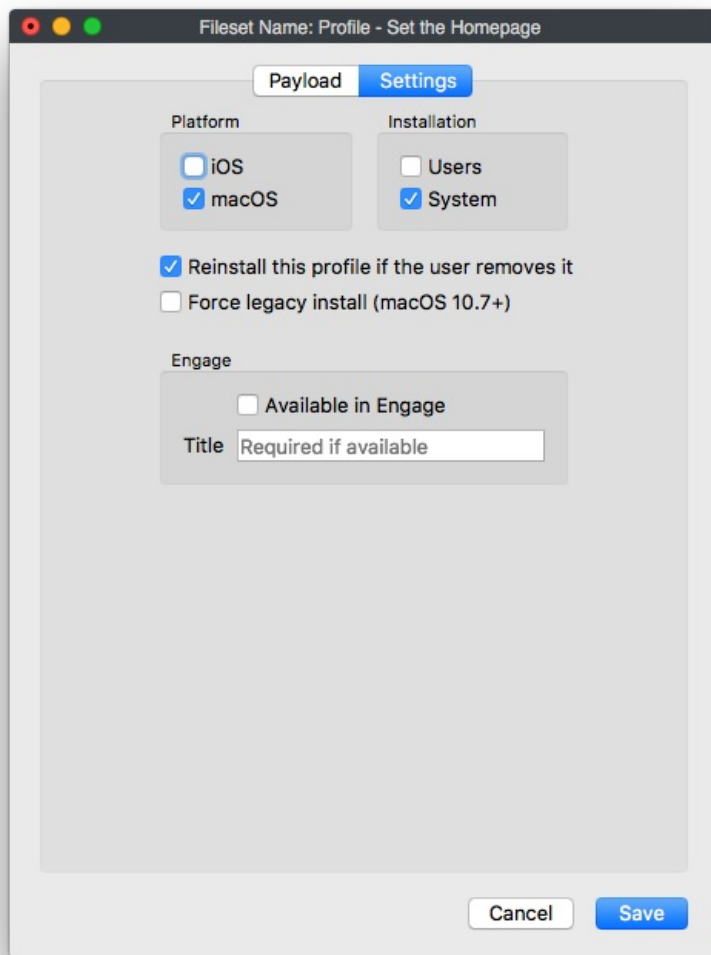 Fileset Name: Profile - Set the Homepage
Payload Settings
Platform Installation
iOS Users
macOS System
Reinstall this profile if the user removes it
Force legacy install (macOS 10.7+)
Engage
Available in Engage
Title Required if available
Cancel Save